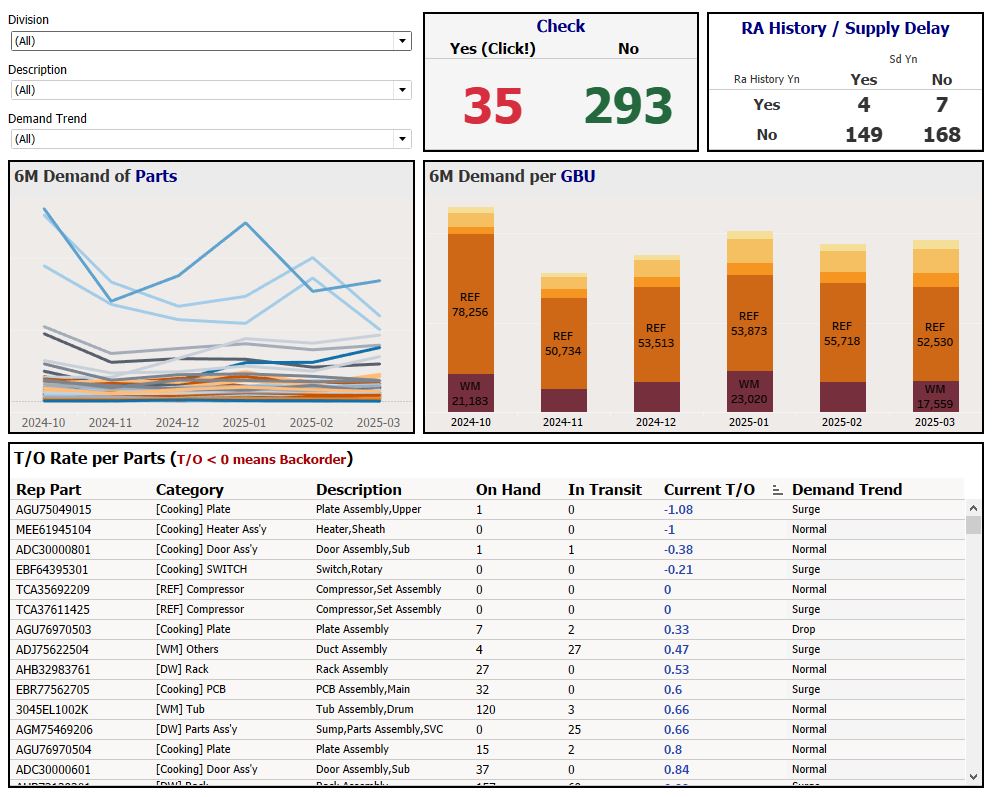 Division
(All)
Description
(All)
Demand Trend
(All)
Check
Yes (Click!) No
35 293
RA History / Supply Delay
Sd Yn
Ra History Yn Yes No
Yes 4 7
No 149 168
6M Demand of Parts
2024-10 2024-11 2024-12 2025-01 2025-02 2025-03
6M Demand per GBU
REF
78,256
REF
50,734
REF
53,513
REF
53,873
REF
55,718
REF
52,530
WM
21,183
WM
23,020
WM
17,559
2024-10 2024-11 2024-12 2025-01 2025-02 2025-03
T/O Rate per Parts (T/O < 0 means Backorder)
Rep Part Category Description On Hand In Transit Current T/O Demand Trend
AGU75049015 [Cooking] Plate Plate Assembly,Upper 1 0 -1.08 Surge
MEE61945104 [Cooking] Heater Ass'y Heater,Sheath 0 0 -1 Normal
ADC30000801 [Cooking] Door Ass'y Door Assembly,Sub 1 1 -0.38 Normal
EBF64395301 [Cooking] SWITCH Switch,Rotary 0 0 -0.21 Surge
TCA35692209 [REF] Compressor Compressor,Set Assembly 0 0 0 Normal
TCA37611425 [REF] Compressor Compressor,Set Assembly 0 0 0 Surge
AGU76970503 [Cooking] Plate Plate Assembly 7 2 0.33 Drop
ADJ75622504 [WM] Others Duct Assembly 4 27 0.47 Surge
AHB32983761 [DW] Rack Rack Assembly 27 0 0.53 Normal
EBR77562705 [Cooking] PCB PCB Assembly,Main 32 0 0.6 Surge
3045EL1002K [WM] Tub Tub Assembly,Drum 120 3 0.66 Normal
AGM75469206 [DW] Parts Ass'y Sump,Parts Assembly,SVC 0 25 0.66 Normal
AGU76970504 [Cooking] Plate Plate Assembly 15 2 0.8 Normal
ADC30000601 [Cooking] Door Ass'y Door Assembly,Sub 37 0 0.84 Normal